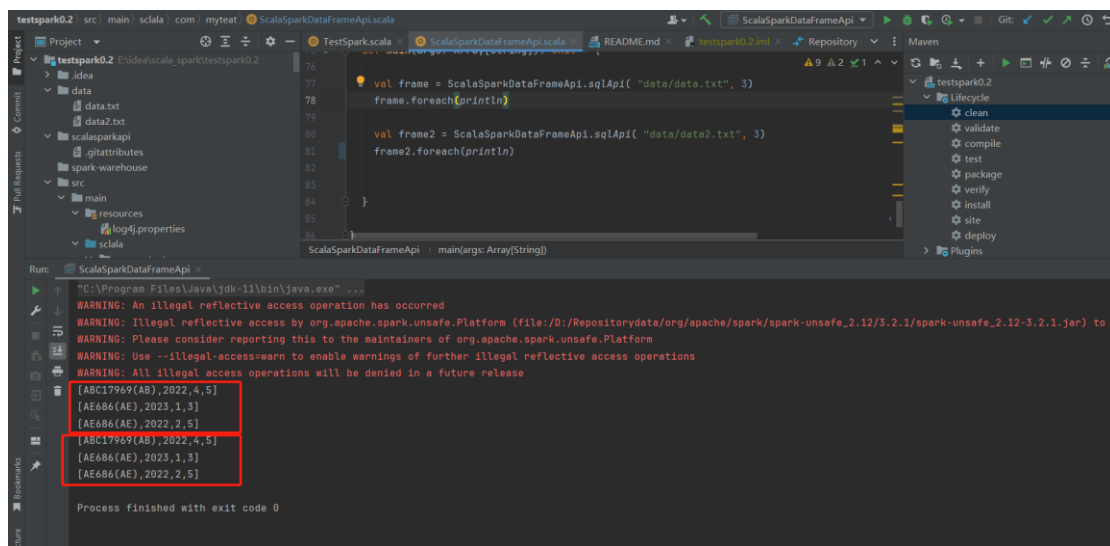 testspark0.2 〉 src 〉 main 〉 sclala 〉 com 〉 myteat 〉 ScalaSparkDataFrameApi.scala
ScalaSparkDataFrameApi
Git:
Project
TestSpark.scala
ScalaSparkDataFrameApi.scala
README.md
testspark0.2.iml
Repository
Maven
testspark0.2 E:\idea\scala_spark\testspark0.2
.idea
data
data.txt
data2.txt
scalasparkapi
.gitattributes
spark-warehouse
src
main
resources
log4j.properties
sclala
9 2 1
76
77 val frame = ScalaSparkDataFrameApi.sqlApi( "data/data.txt", 3)
78 frame.foreach(println)
79
80 val frame2 = ScalaSparkDataFrameApi.sqlApi( "data/data2.txt", 3)
81 frame2.foreach(println)
82
83
84 }
85
86 }
ScalaSparkDataFrameApi 〉 main(args: Array[String])
testspark0.2
Lifecycle
clean
validate
compile
test
package
verify
install
site
deploy
Plugins
Commit
Pull Requests
Bookmarks
Run: ScalaSparkDataFrameApi
"C:\Program Files\Java\jdk-11\bin\java.exe" ...
WARNING: An illegal reflective access operation has occurred
WARNING: Illegal reflective access by org.apache.spark.unsafe.Platform (file:/D:/Repositorydata/org/apache/spark/spark-unsafe_2.12/3.2.1/spark-unsafe_2.12-3.2.1.jar) to
WARNING: Please consider reporting this to the maintainers of org.apache.spark.unsafe.Platform
WARNING: Use --illegal-access=warn to enable warnings of further illegal reflective access operations
WARNING: All illegal access operations will be denied in a future release
[ABC17969(AB),2022,4,5]
[AE686(AE),2023,1,3]
[AE686(AE),2022,2,5]
[ABC17969(AB),2022,4,5]
[AE686(AE),2023,1,3]
[AE686(AE),2022,2,5]
Process finished with exit code 0